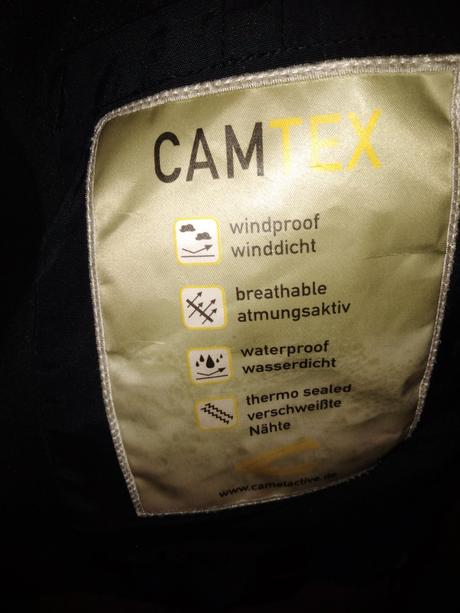 CAMTEX
windproof
winddicht
breathable
atmungsaktiv
waterproof
wasserdicht
thermo sealed
verschweißte
Nähte
www.camelactive.de